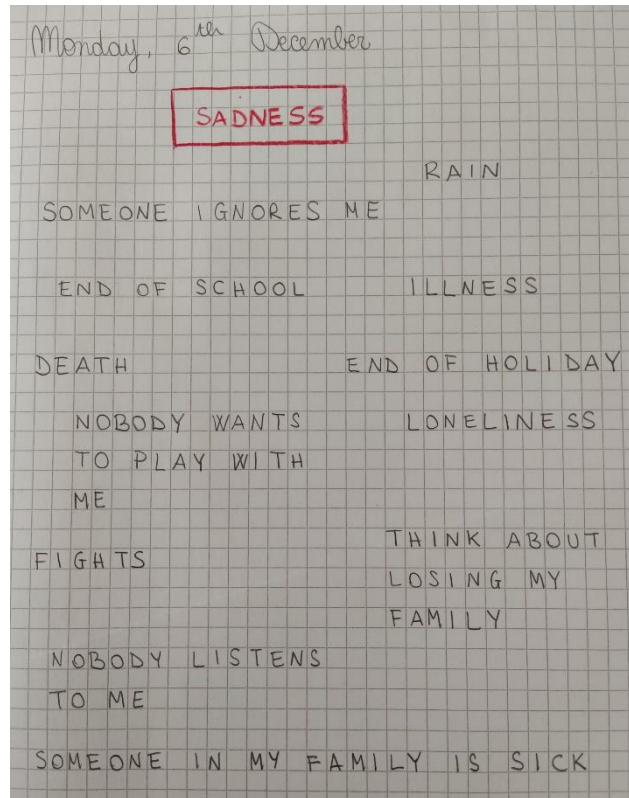 Monday, 6th December
SADNESS
RAIN
SOMEONE IGNORES ME
END OF SCHOOL
ILLNESS
DEATH
END OF HOLIDAY
NOBODY WANTS
TO PLAY WITH
ME
LONELINESS
FIGHTS
THINK ABOUT
LOSING MY
FAMILY
NOBODY LISTENS
TO ME
SOMEONE IN MY FAMILY IS SICK